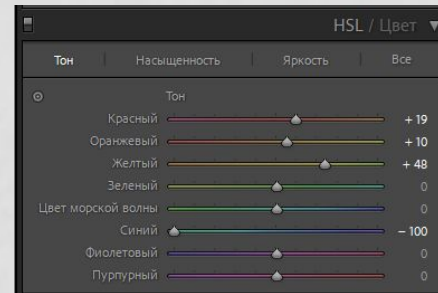 HSL / Цвет
Тон Насыщенность Яркость Все
Тон
Красный +19
Оранжевый +10
Желтый +48
Зеленый 0
Цвет морской волны 0
Синий -100
Фиолетовый 0
Пурпурный 0